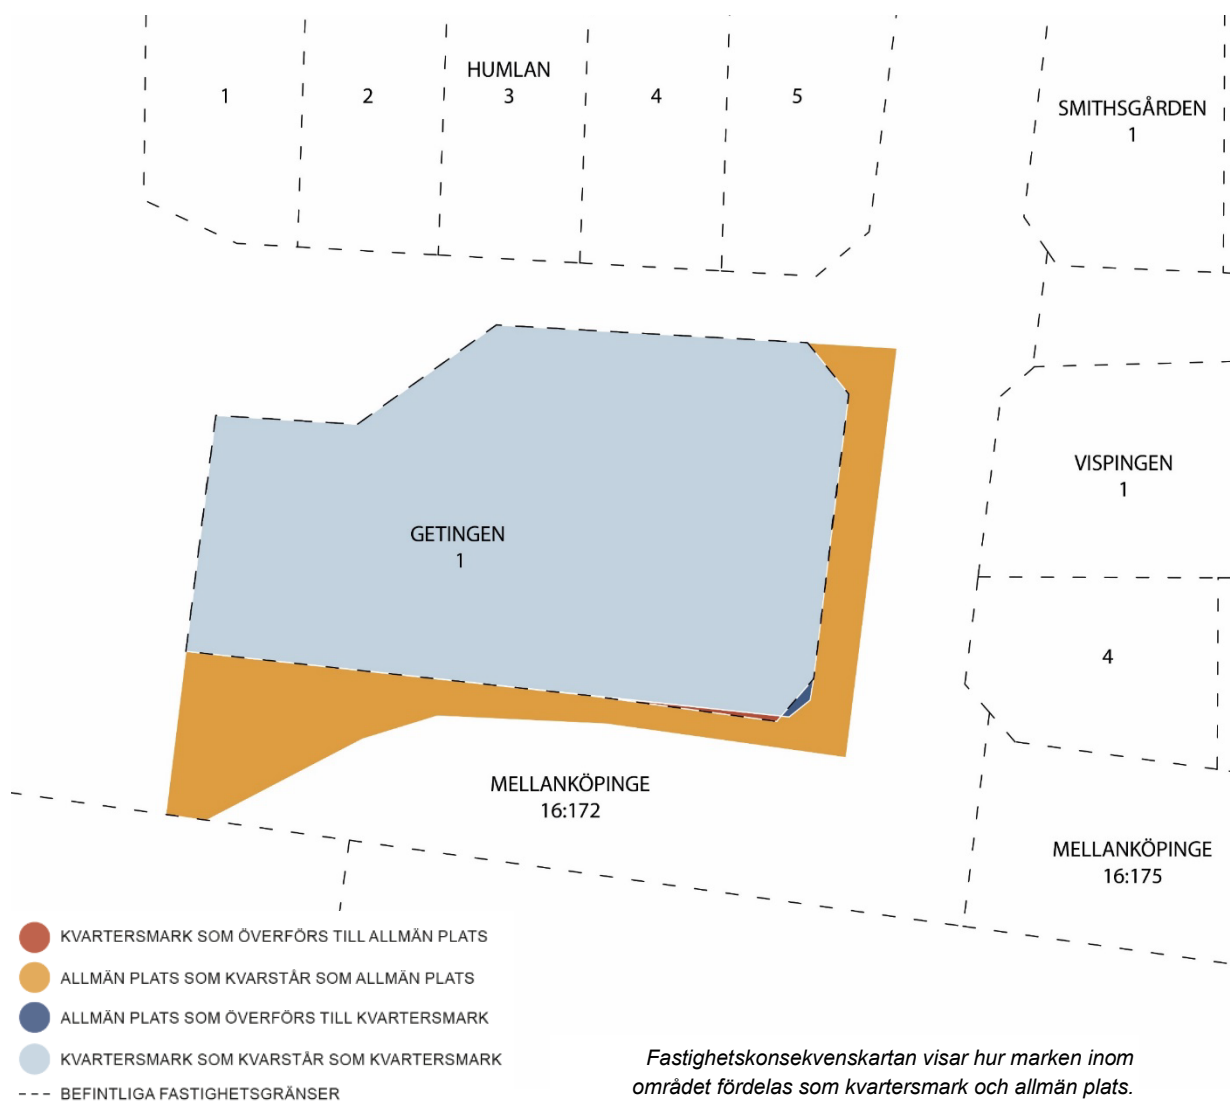 HUMLAN
1
2
3
4
5
SMITHSGÅRDEN
1
VISPINGEN
1
GETINGEN
1
4
MELLANKÖPINGE
16:172
MELLANKÖPINGE
16:175
KVARTERSMARK SOM ÖVERFÖRS TILL ALLMÄN PLATS
ALLMÄN PLATS SOM KVARSTÅR SOM ALLMÄN PLATS
ALLMÄN PLATS SOM ÖVERFÖRS TILL KVARTERSMARK
KVARTERSMARK SOM KVARSTÅR SOM KVARTERSMARK
BEFINTLIGA FASTIGHETSGRÄNSER
Fastighetskonsekvenskartan visar hur marken inom
området fördelas som kvartersmark och allmän plats.